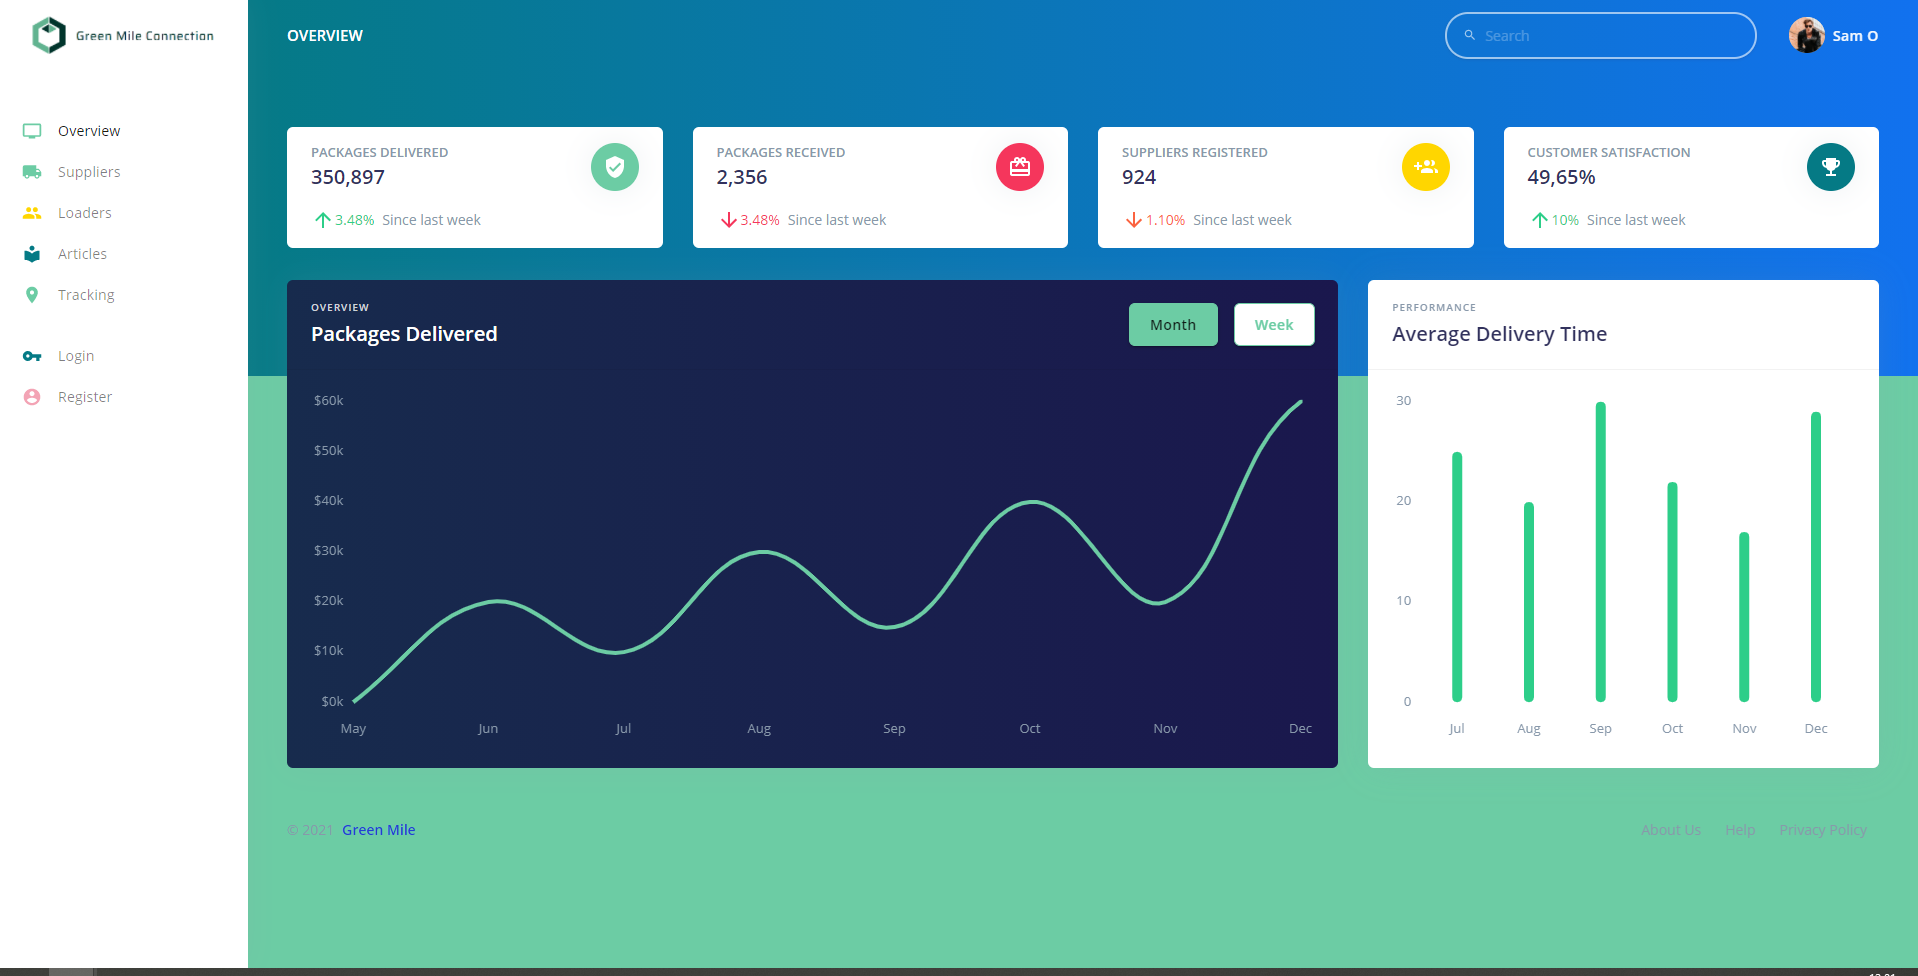 Green Mile Connection
OVERVIEW
Search
Sam O
Overview
Suppliers
Loaders
Articles
Tracking
Login
Register
PACKAGES DELIVERED
350,897
3.48% Since last week
PACKAGES RECEIVED
2,356
3.48% Since last week
SUPPLIERS REGISTERED
924
1.10% Since last week
CUSTOMER SATISFACTION
49,65%
10% Since last week
OVERVIEW
Packages Delivered
Month
Week
$60k
$50k
$40k
$30k
$20k
$10k
$0k
May Jun Jul Aug Sep Oct Nov Dec
PERFORMANCE
Average Delivery Time
30
20
10
0
Jul Aug Sep Oct Nov Dec
© 2021 Green Mile
About Us Help Privacy Policy